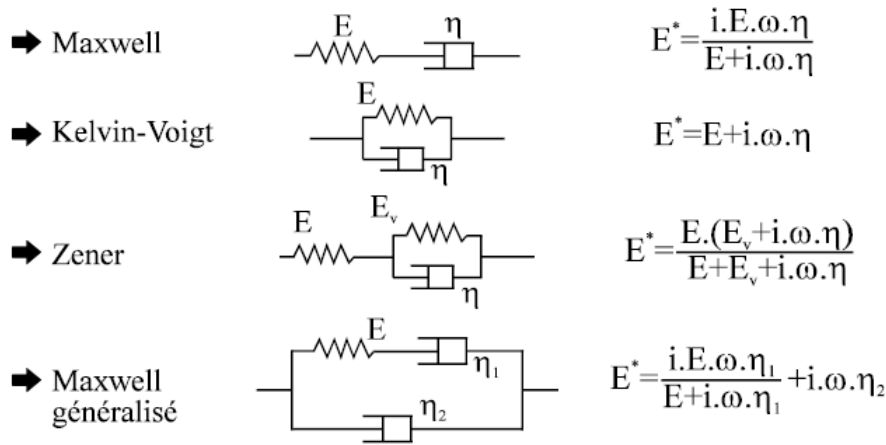 ➡ Maxwell E η E*=i.E.ω.η/E+i.ω.η
➡ Kelvin-Voigt E η E*=E+i.ω.η
➡ Zener E Eᵥ η E*=E.(Eᵥ+i.ω.η)/E+Eᵥ+i.ω.η
➡ Maxwell généralisé E η₁ η₂ E*=i.E.ω.η₁/E+i.ω.η₁+i.ω.η₂